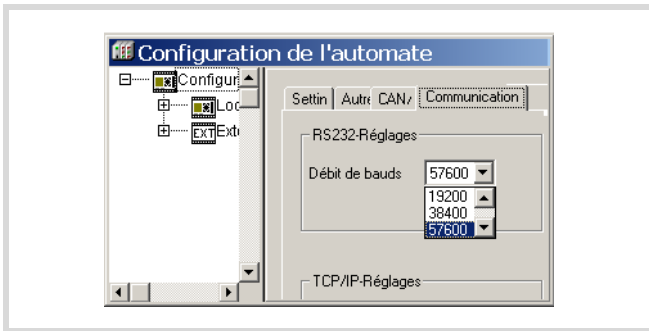 Configuration de l'automate
Configur
Loc
EXT Exte
Settin Autre CAN/ Communication
RS232-Réglages
Débit de bauds 57600
19200
38400
57600
TCP/IP-Réglages